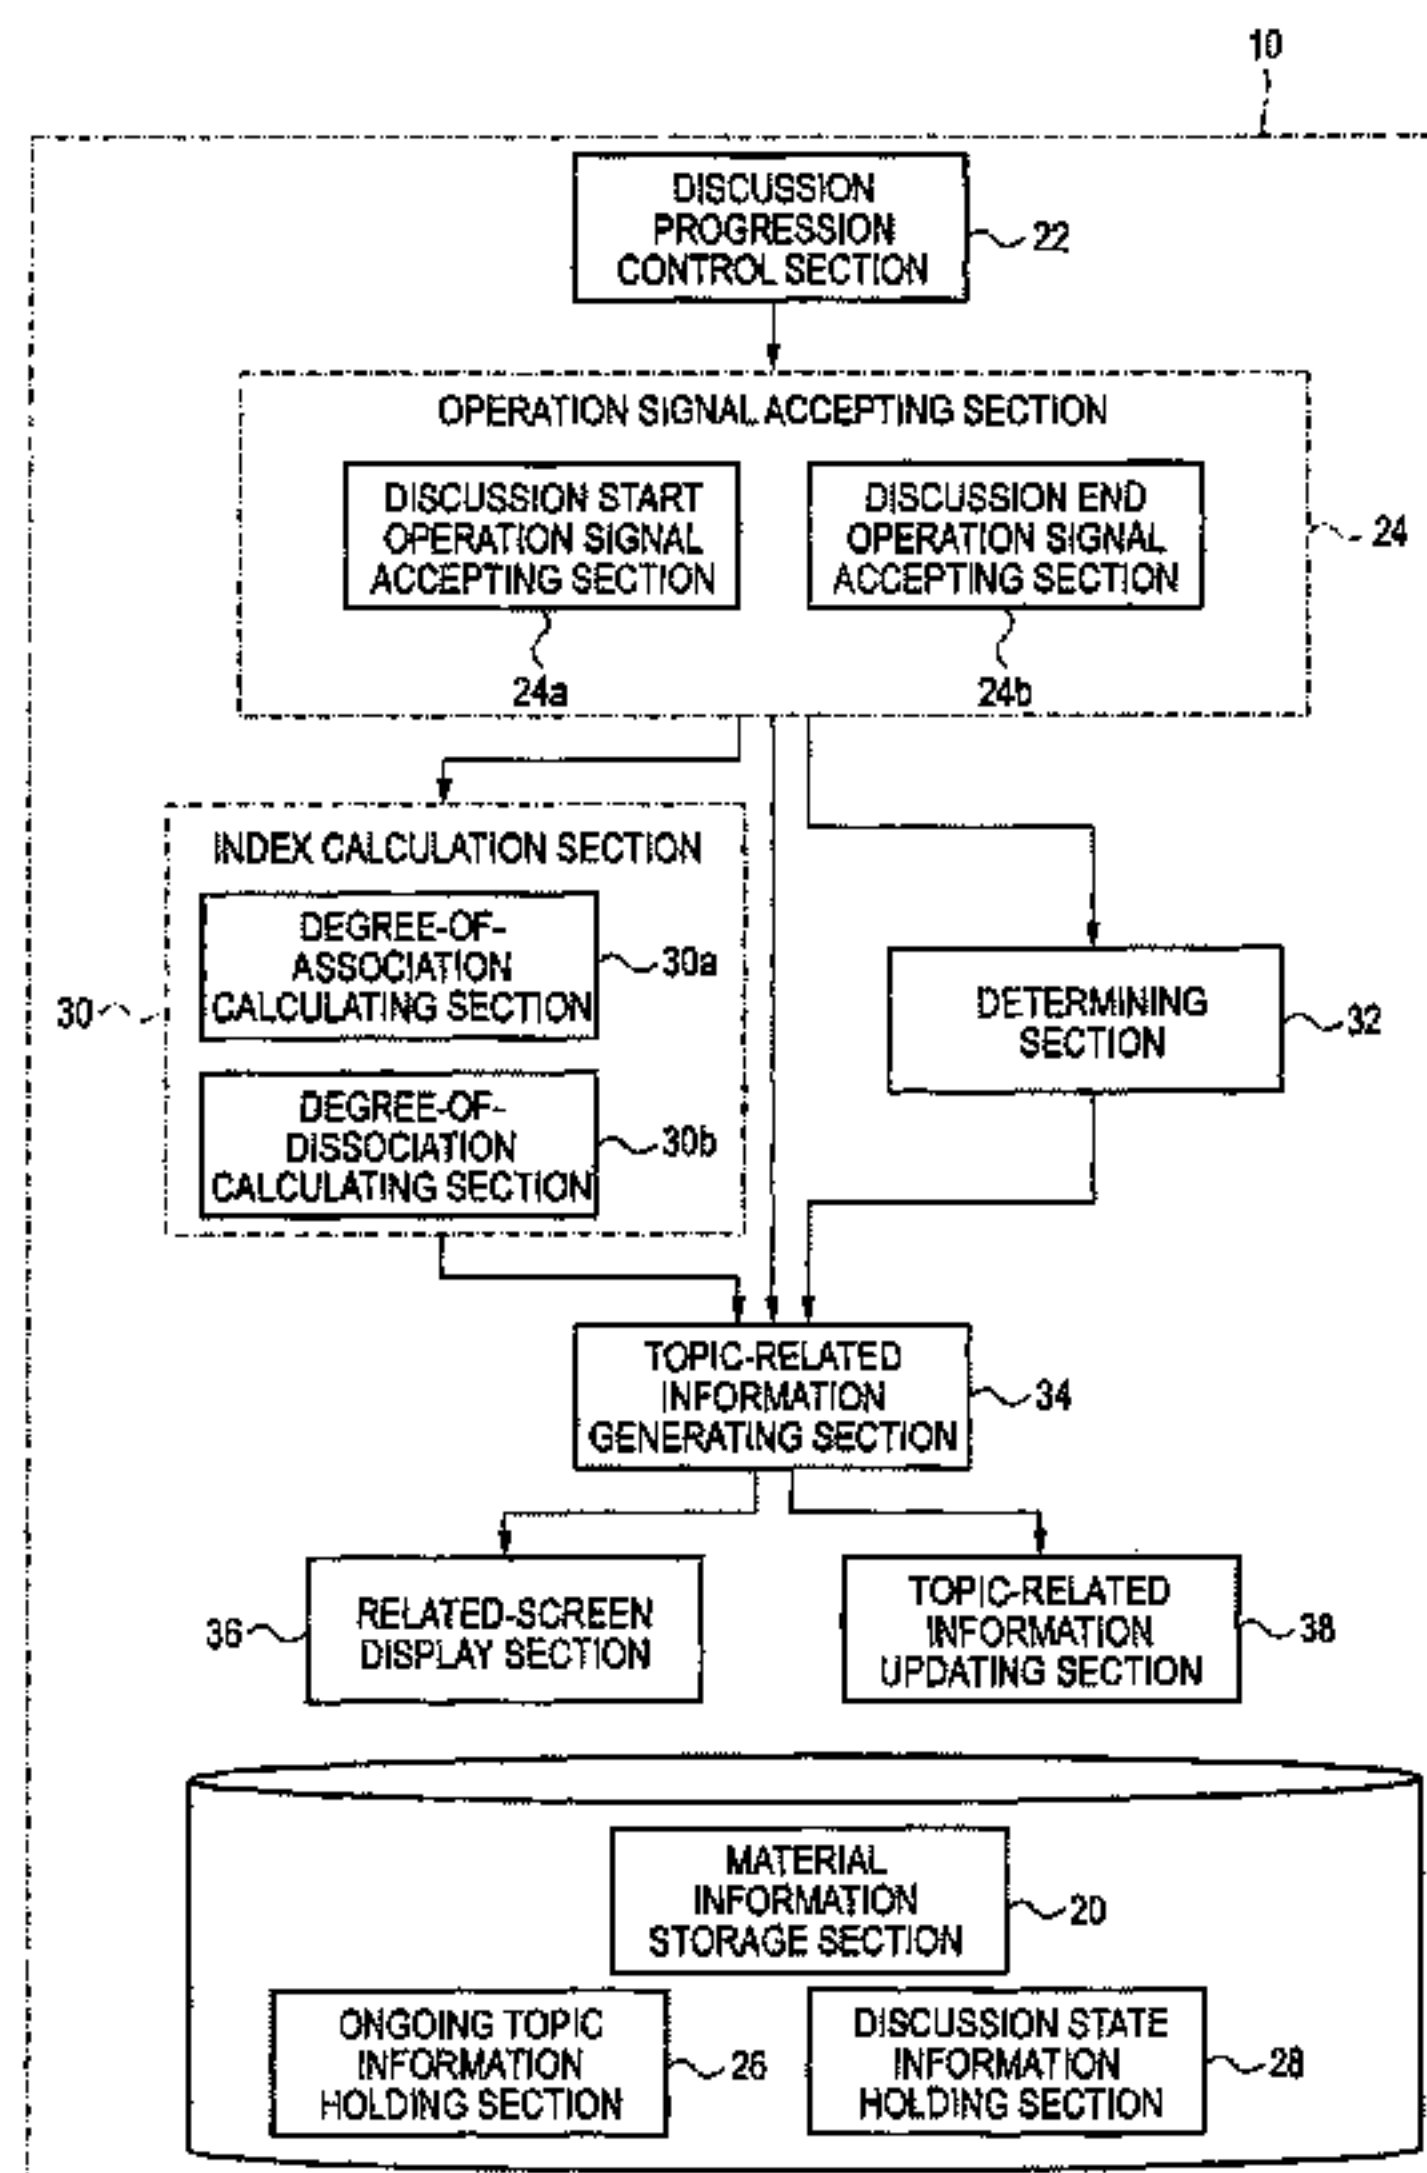 10
DISCUSSION
PROGRESSION
CONTROL SECTION
22
OPERATION SIGNAL ACCEPTING SECTION
DISCUSSION START
OPERATION SIGNAL
ACCEPTING SECTION
24a
DISCUSSION END
OPERATION SIGNAL
ACCEPTING SECTION
24b
24
INDEX CALCULATION SECTION
DEGREE-OF-
ASSOCIATION
CALCULATING SECTION
30a
DEGREE-OF-
DISSOCIATION
CALCULATING SECTION
30b
30
DETERMINING
SECTION
32
TOPIC-RELATED
INFORMATION
GENERATING SECTION
34
RELATED-SCREEN
DISPLAY SECTION
36
TOPIC-RELATED
INFORMATION
UPDATING SECTION
38
MATERIAL
INFORMATION
STORAGE SECTION
20
ONGOING TOPIC
INFORMATION
HOLDING SECTION
26
DISCUSSION STATE
INFORMATION
HOLDING SECTION
28